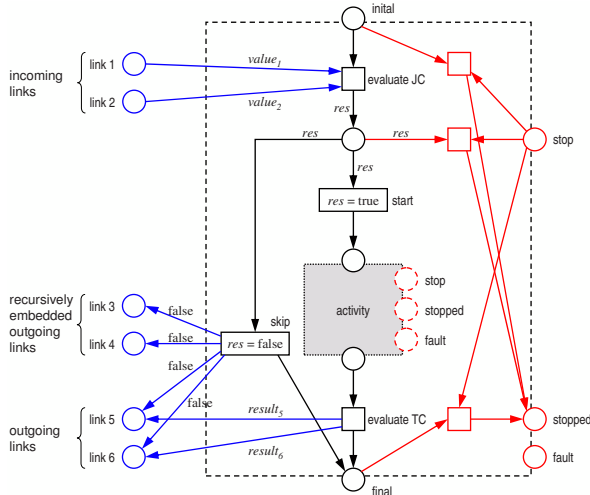 inital
incoming
links
link 1
link 2
value1
value2
evaluate JC
res
res
res
res
stop
res = true
start
activity
stop
stopped
fault
recursively
embedded
outgoing
links
link 3
link 4
false
false
false
false
skip
res = false
outgoing
links
link 5
link 6
result5
result6
evaluate TC
stopped
fault
final